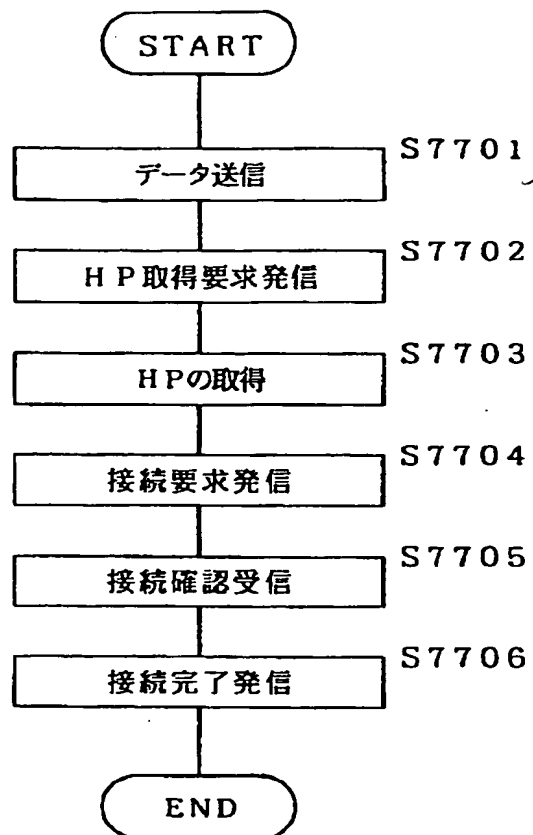 START
S7701
データ送信
S7702
HP取得要求発信
S7703
HPの取得
S7704
接続要求発信
S7705
接続確認受信
S7706
接続完了発信
END